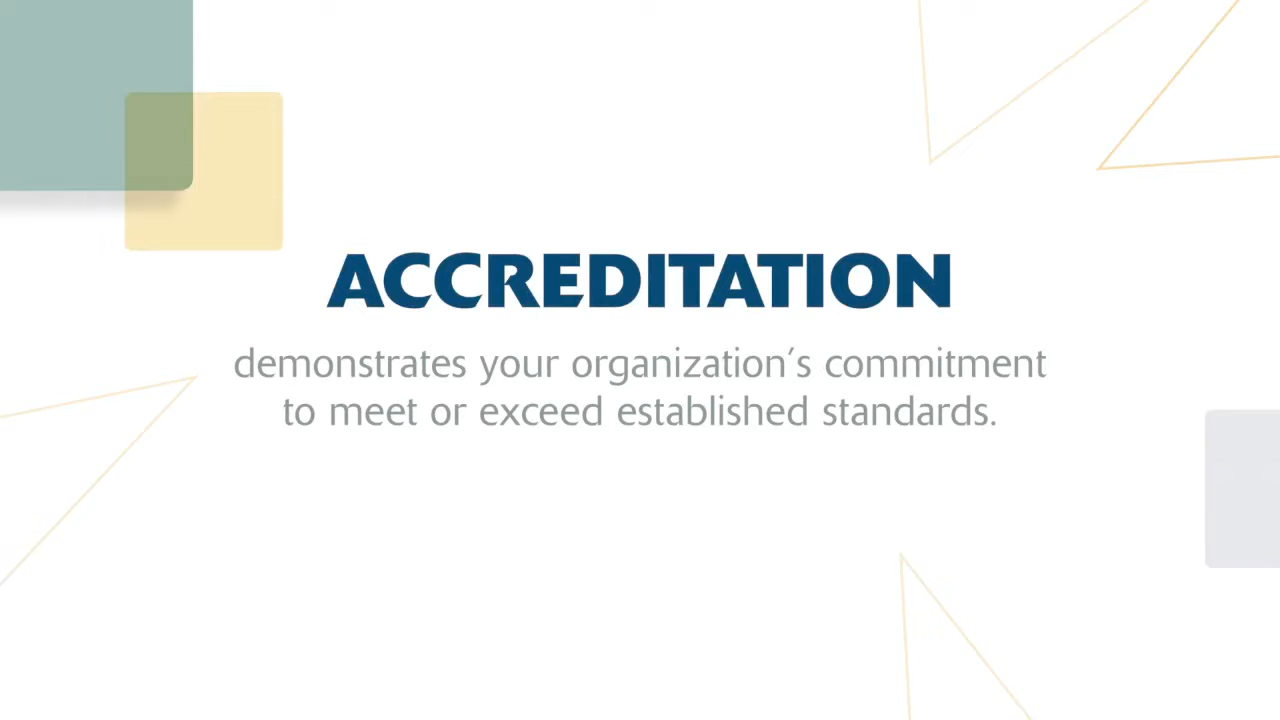 ACCREDITATION
demonstrates your organization´s commitment
to meet or exceed established standards.